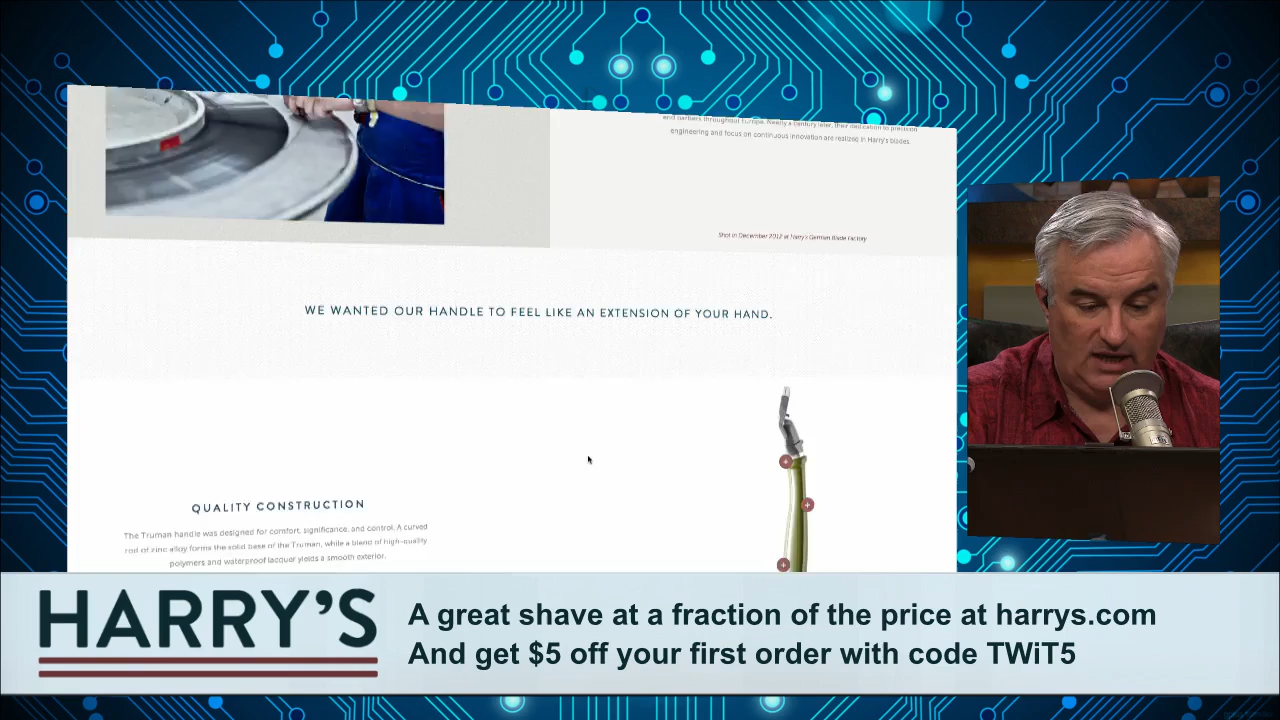 and barbers throughout Europe. Nearly a century later, their dedication to precision
engineering and focus on continuous innovation are realized in Harry's blades.
Shot in December 2012 at Harry's German Blade Factory
WE WANTED OUR HANDLE TO FEEL LIKE AN EXTENSION OF YOUR HAND.
QUALITY CONSTRUCTION
The Truman handle was designed for comfort, significance, and control. A curved
rod of zinc alloy forms the solid base of the Truman, while a blend of high-quality
polymers and waterproof lacquer yields a smooth exterior.
HARRY'S
A great shave at a fraction of the price at harrys.com
And get $5 off your first order with code TWiT5